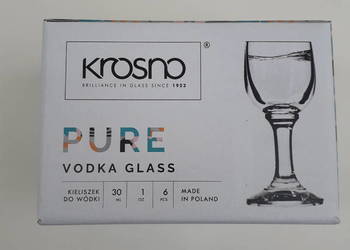 Krosno®
BRILLIANCE IN GLASS SINCE 1923
PURE
VODKA GLASS
KIELISZEK DO WÓDKI
30 ml
1 OZ
6 PCS
MADE IN POLAND